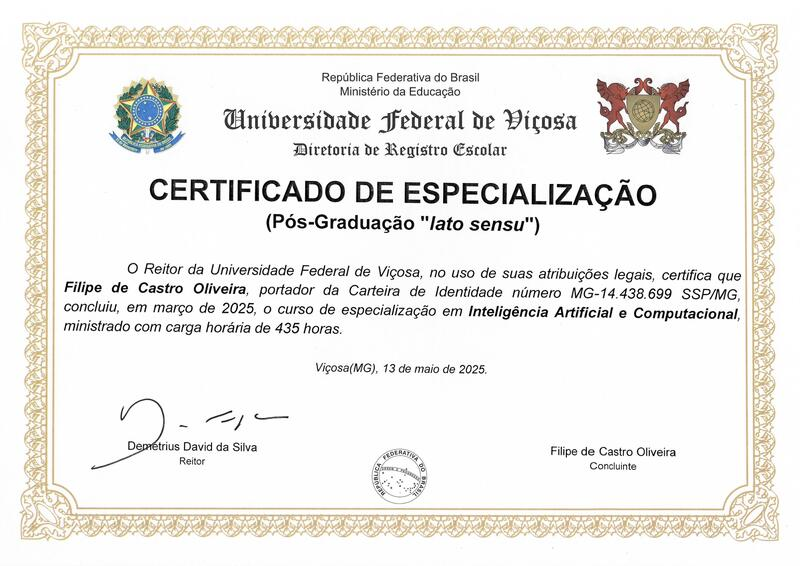 República Federativa do Brasil
Ministério da Educação
Universidade Federal de Viçosa
Diretoria de Registro Escolar
CERTIFICADO DE ESPECIALIZAÇÃO
(Pós-Graduação "lato sensu")
O Reitor da Universidade Federal de Viçosa, no uso de suas atribuições legais, certifica que
Filipe de Castro Oliveira, portador da Carteira de Identidade número MG-14.438.699 SSP/MG,
concluiu, em março de 2025, o curso de especialização em Inteligência Artificial e Computacional,
ministrado com carga horária de 435 horas.
Viçosa(MG), 13 de maio de 2025.
Demetrius David da Silva
Reitor
REPÚBLICA FEDERATIVA DO BRASIL
Filipe de Castro Oliveira
Concluinte